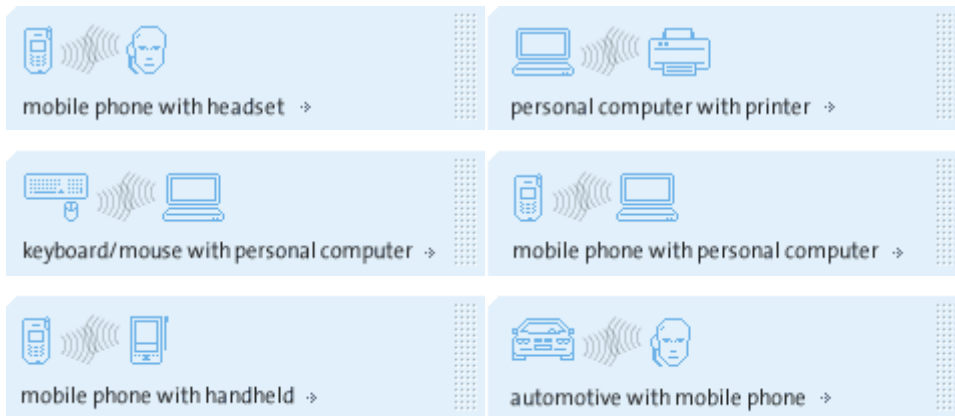 mobile phone with headset
personal computer with printer
keyboard/mouse with personal computer
mobile phone with personal computer
mobile phone with handheld
automotive with mobile phone